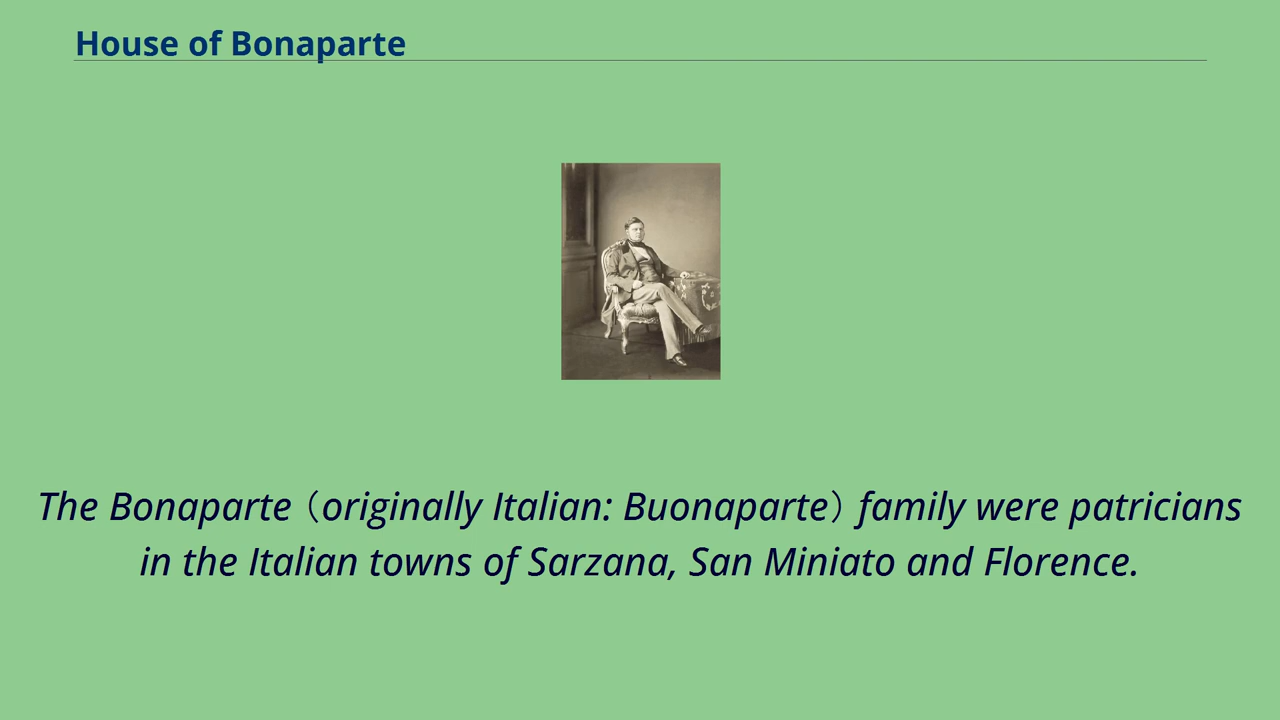 House of Bonaparte
The Bonaparte（originally Italian: Buonaparte）family were patricians
in the Italian towns of Sarzana, San Miniato and Florence.